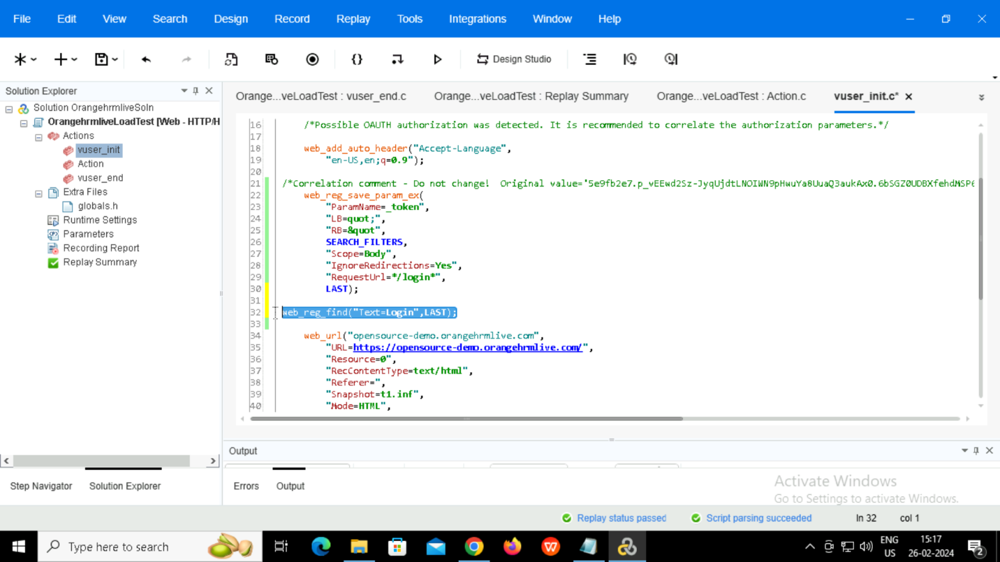 File Edit View Search Design Record Replay Tools Integrations Window Help
Design Studio
Solution Explorer
Solution OrangehrmliveSoln
OrangehrmliveLoadTest [Web - HTTP/H
Actions
vuser_init
Action
vuser_end
Extra Files
globals.h
Runtime Settings
Parameters
Recording Report
Replay Summary
Step Navigator Solution Explorer
Orange...veLoadTest : vuser_end.c Orange...veLoadTest : Replay Summary Orange...veLoadTest : Action.c vuser_init.c*
16 /*Possible OAUTH authorization was detected. It is recommended to correlate the authorization parameters.*/
17
18 web_add_auto_header("Accept-Language",
19 "en-US,en;q=0.9");
20
21 /*Correlation comment - Do not change! Original value='5e9fb2e7.p_vEEwd2Sz-JyqUjdtLNOIWN9pHwuYa8UuaQ3aukAx0.6bSGZ0UDBXfehdMSP6
22 web_reg_save_param_ex(
23 "ParamName=_token",
24 "LB=quot;",
25 "RB=&quot",
26 SEARCH_FILTERS,
27 "Scope=Body",
28 "IgnoreRedirections=Yes",
29 "RequestUrl=*/login*",
30 LAST);
31
32 web_reg_find("Text=Login",LAST);
33
34 web_url("opensource-demo.orangehrmlive.com",
35 "URL=https://opensource-demo.orangehrmlive.com/",
36 "Resource=0",
37 "RecContentType=text/html",
38 "Referer=",
39 "Snapshot=t1.inf",
40 "Mode=HTML",
Output
Errors Output
Activate Windows
Go to Settings to activate Windows.
Replay status passed Script parsing succeeded ln 32 col 1
Type here to search
ENG
US
15:17
26-02-2024
2